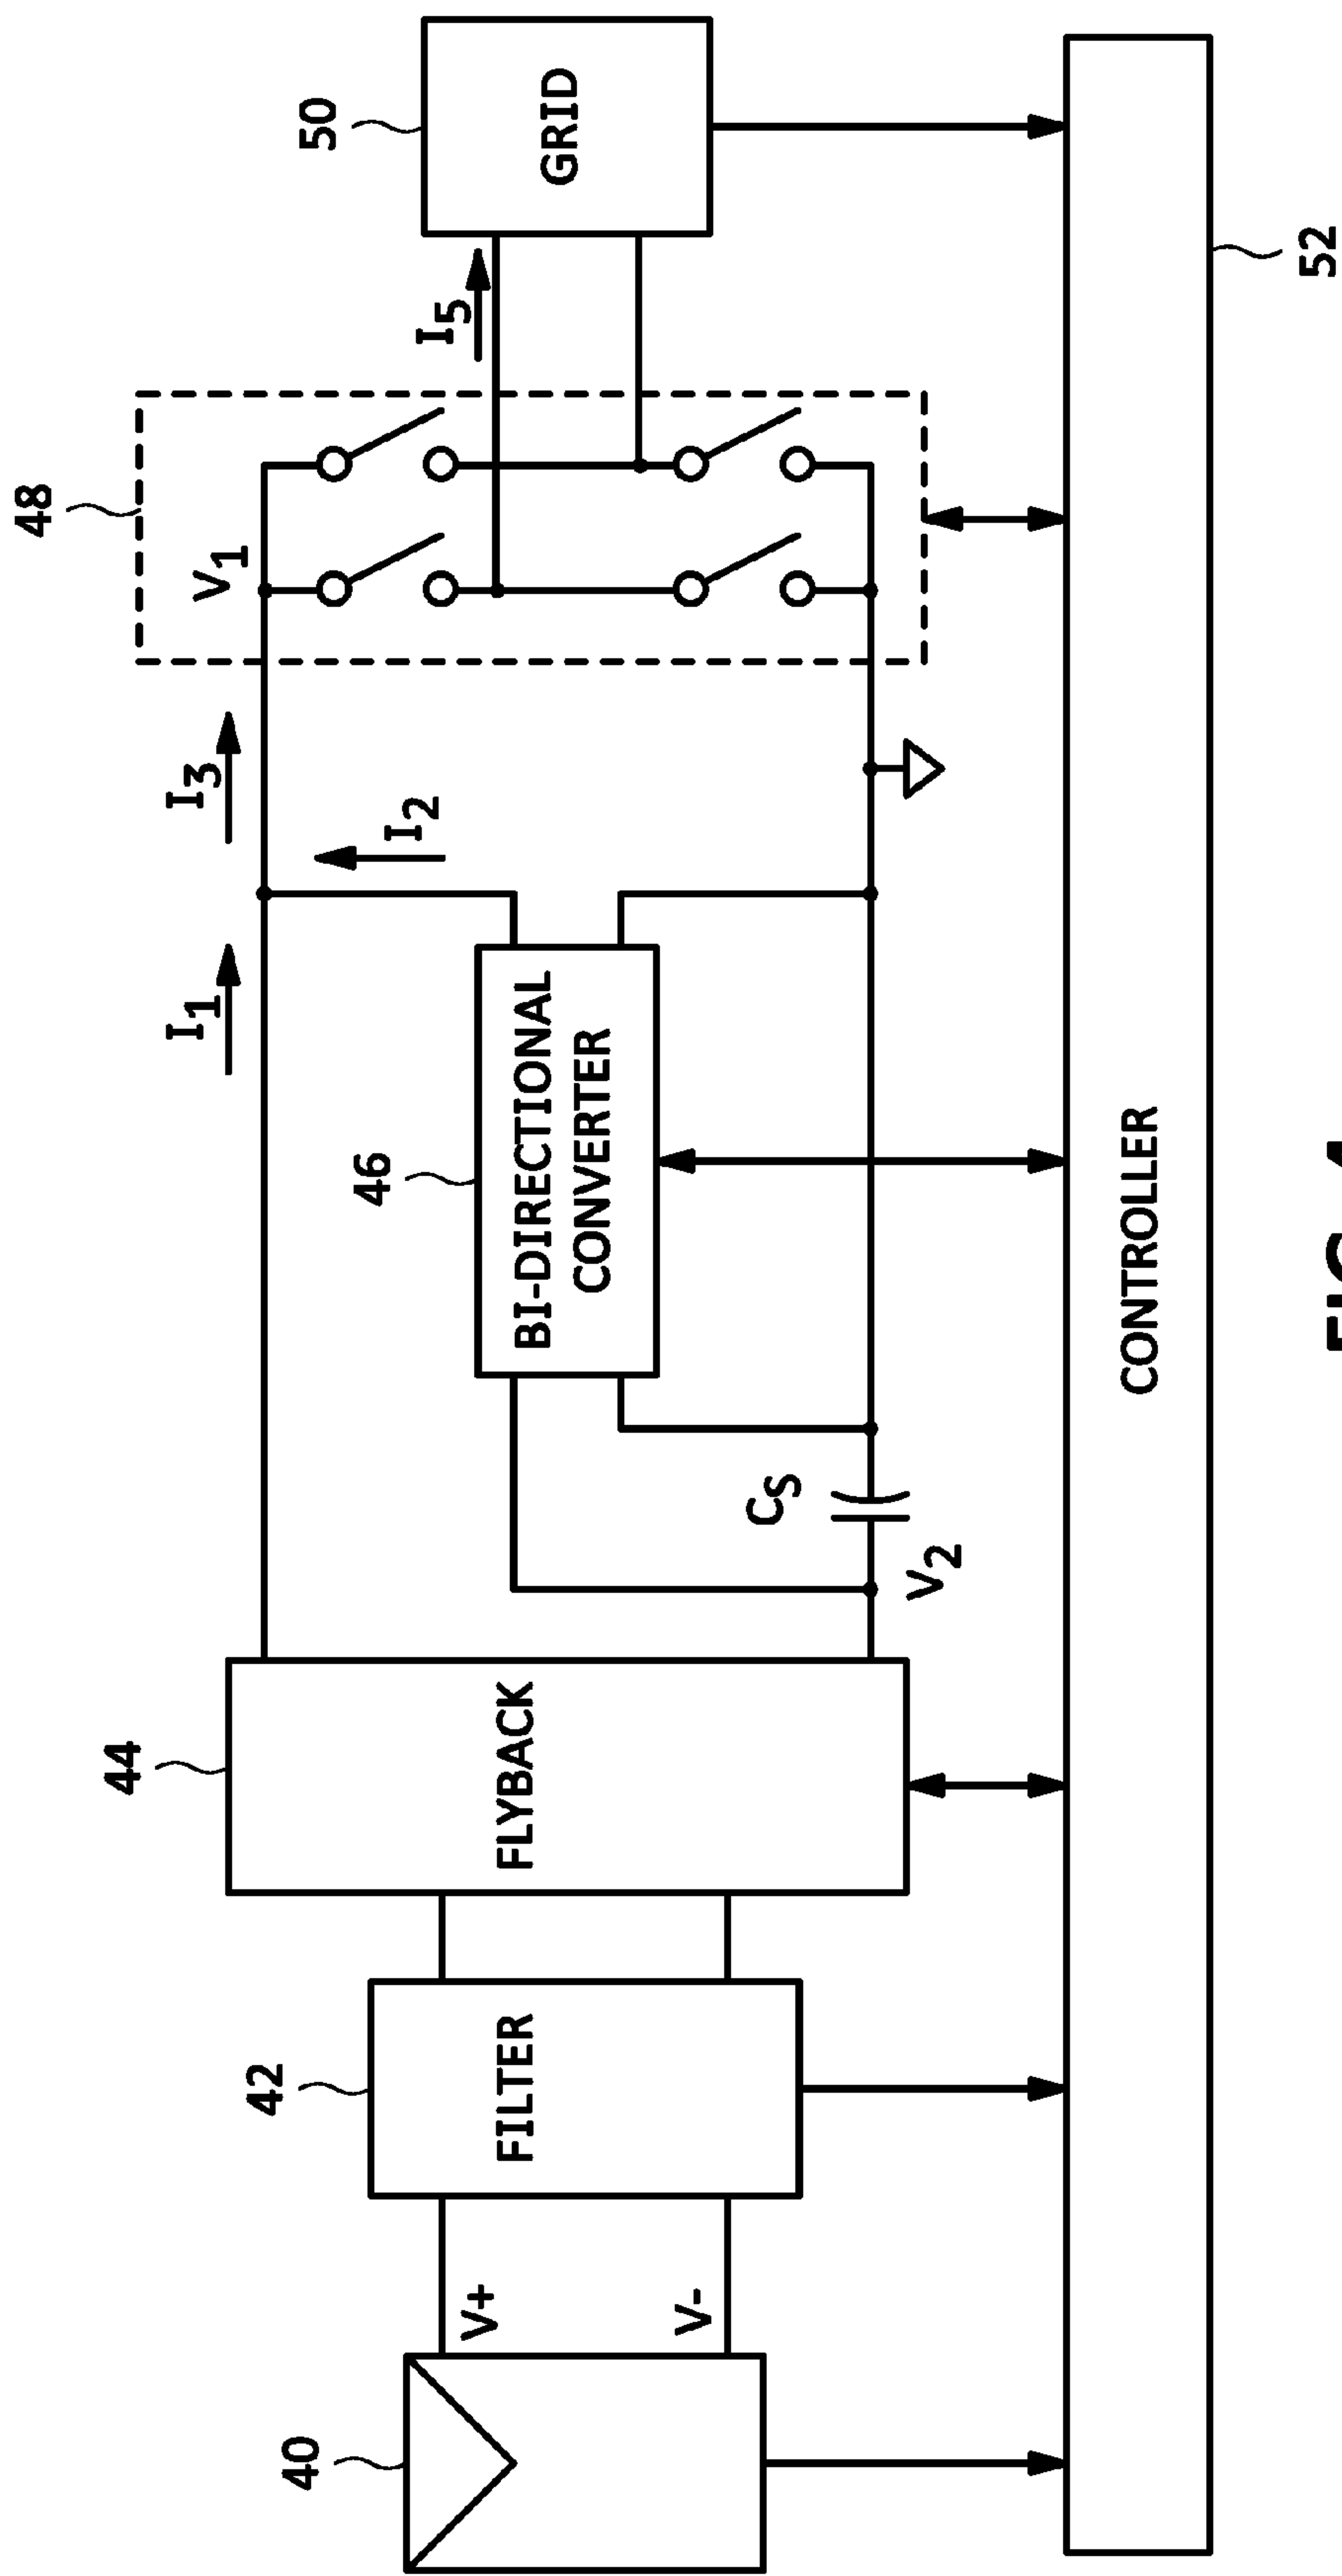 40
V+
V-
42
FILTER
44
FLYBACK
V2
CS
46
BI-DIRECTIONAL
CONVERTER
I1
I2
I3
48
V1
I5
50
GRID
CONTROLLER
52